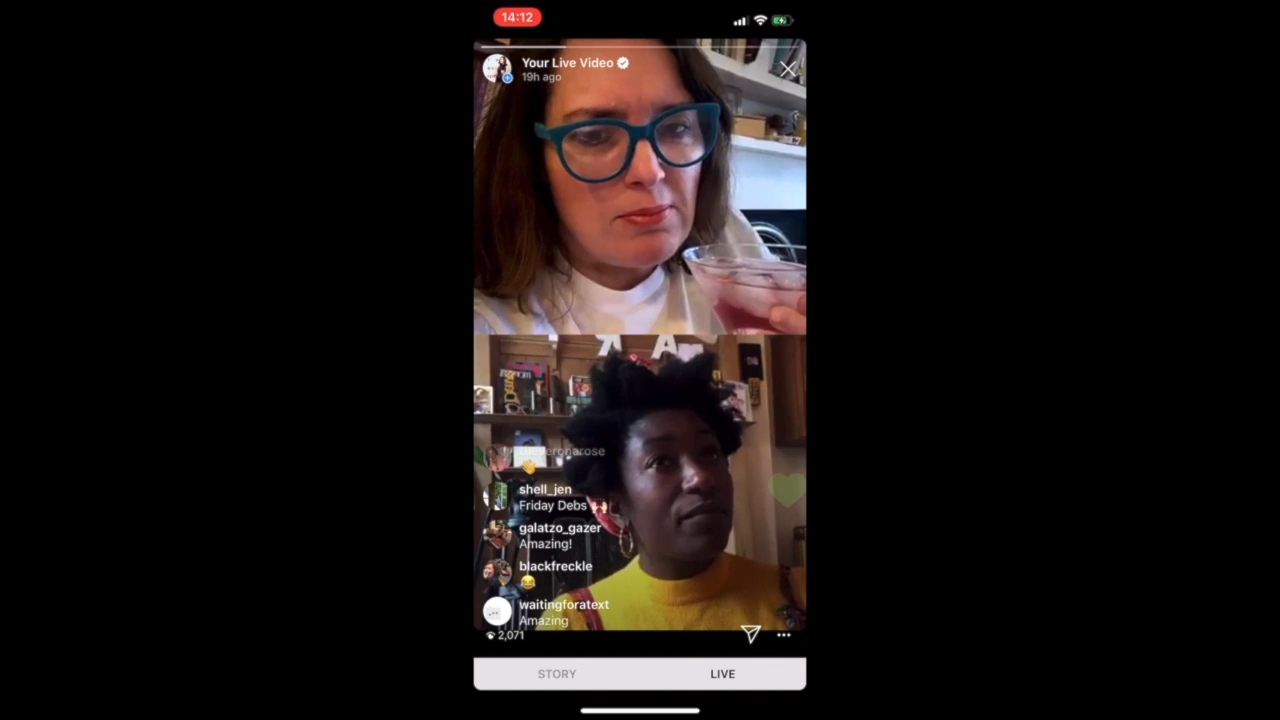 14:12
Your Live Video
19h ago
shell_jen
Friday Debs
galatzo_gazer
Amazing!
blackfreckle
waitingforatext
Amazing
2,071
STORY
LIVE